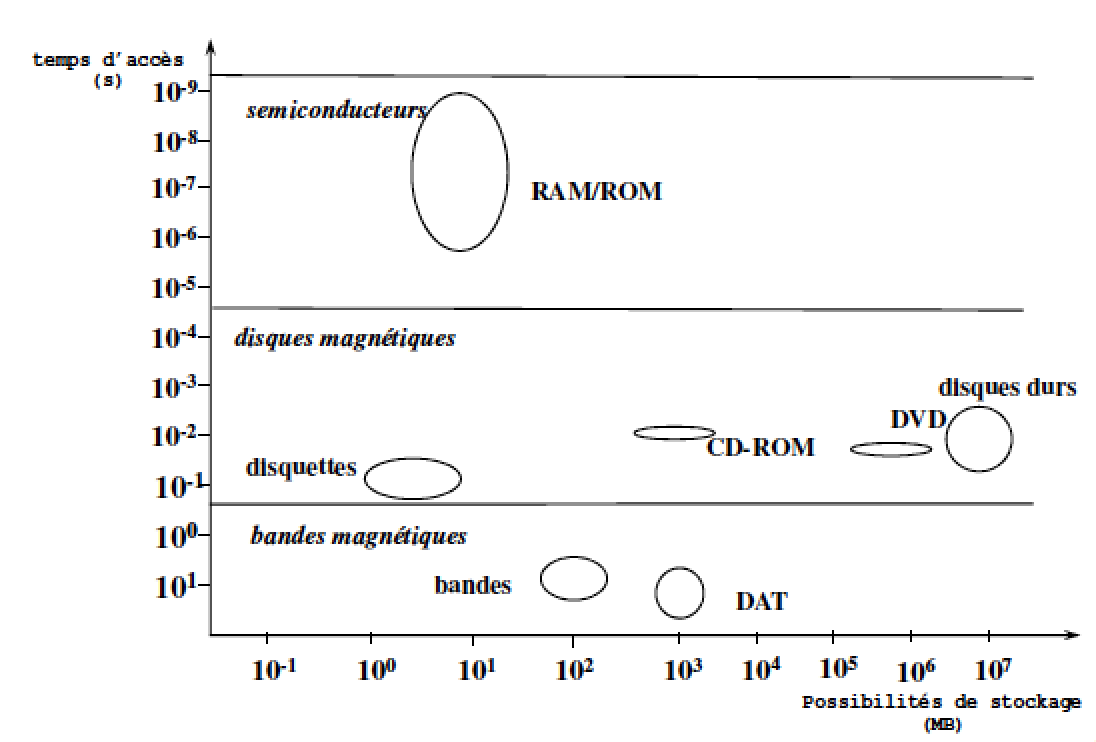 temps d'accès
(s)
10-9
semiconducteurs
10-8
10-7
RAM/ROM
10-6
10-5
10-4
disques magnétiques
10-3
disques durs
DVD
10-2
CD-ROM
disquettes
10-1
100
bandes magnétiques
101
bandes
DAT
10-1 100 101 102 103 104 105 106 107
Possibilités de stockage
(MB)